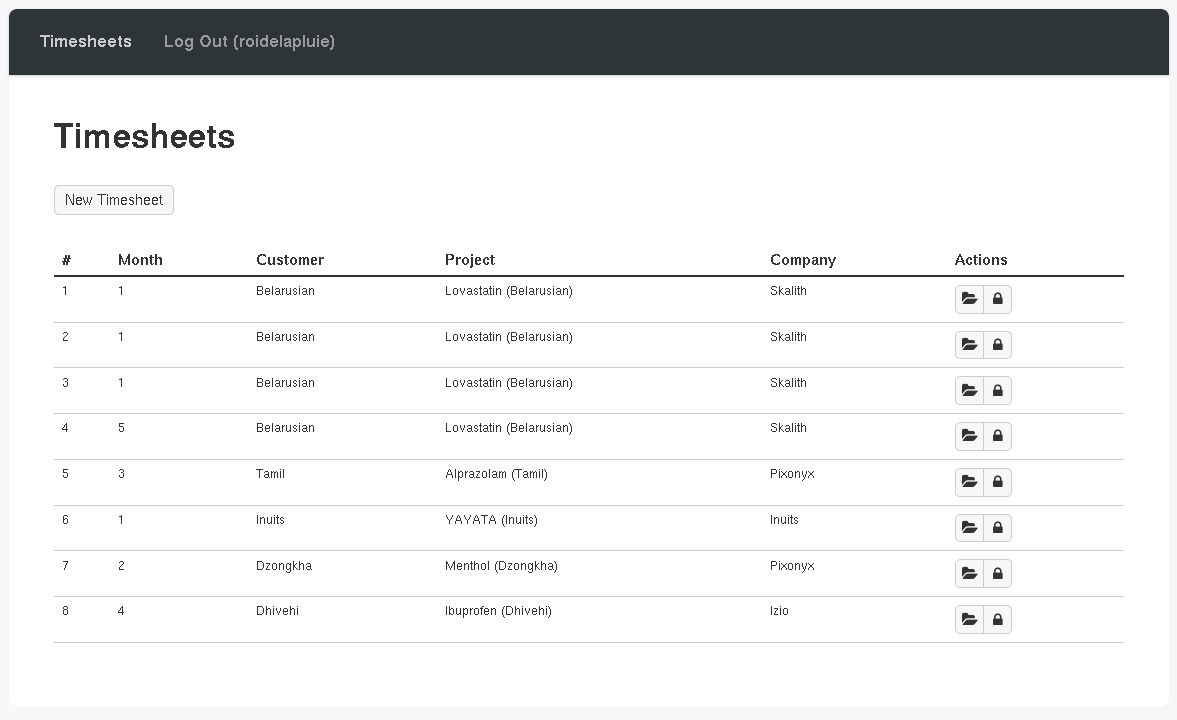 Timesheets Log Out (roidelapluie)
Timesheets
New Timesheet
# Month Customer Project Company Actions
1 1 Belarusian Lovastatin (Belarusian) Skalith
2 1 Belarusian Lovastatin (Belarusian) Skalith
3 1 Belarusian Lovastatin (Belarusian) Skalith
4 5 Belarusian Lovastatin (Belarusian) Skalith
5 3 Tamil Alprazolam (Tamil) Pixonyx
6 1 Inuits YAYATA (Inuits) Inuits
7 2 Dzongkha Menthol (Dzongkha) Pixonyx
8 4 Dhivehi Ibuprofen (Dhivehi) Izio